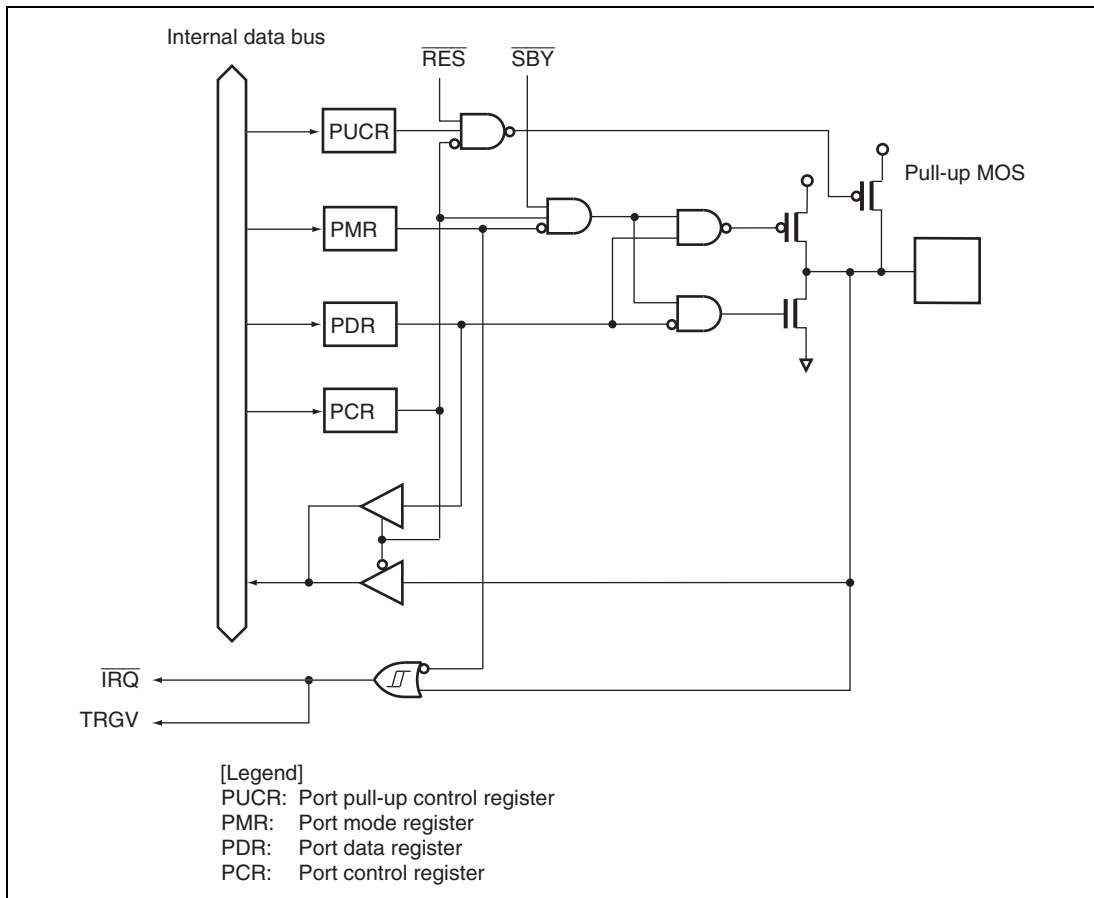 Internal data bus
RES
SBY
PUCR
Pull-up MOS
PMR
PDR
PCR
IRQ
TRGV
[Legend]
PUCR: Port pull-up control register
PMR: Port mode register
PDR: Port data register
PCR: Port control register